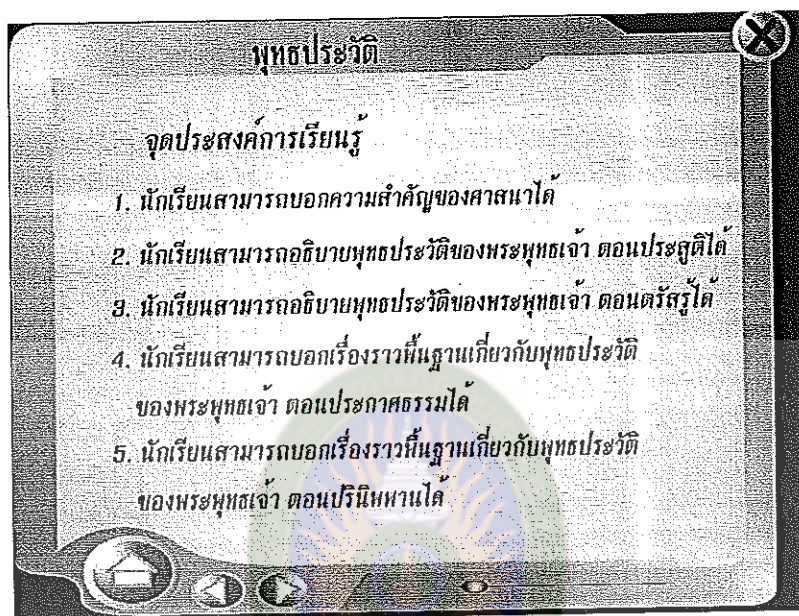 พุทธประวัติ
จุดประสงค์การเรียนรู้
1. นักเรียนสามารถบอกความสำคัญของศาสนาได้
2. นักเรียนสามารถอธิบายพุทธประวัติของพระพุทธเจ้า ตอนประสูติได้
3. นักเรียนสามารถอธิบายพุทธประวัติของพระพุทธเจ้า ตอนตรัสรู้ได้
4. นักเรียนสามารถบอกเรื่องราวพื้นฐานเกี่ยวกับพุทธประวัติ
ของพระพุทธเจ้า ตอนประกาศธรรมได้
5. นักเรียนสามารถบอกเรื่องราวพื้นฐานเกี่ยวกับพุทธประวัติ
ของพระพุทธเจ้า ตอนปรินิพพานได้